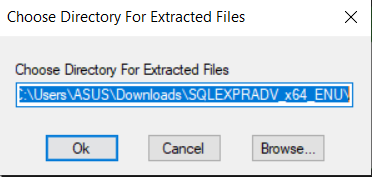 Choose Directory For Extracted Files
Choose Directory For Extracted Files
C:\Users\ASUS\Downloads\SQLEXPRADV_x64_ENU\
Ok
Cancel
Browse...